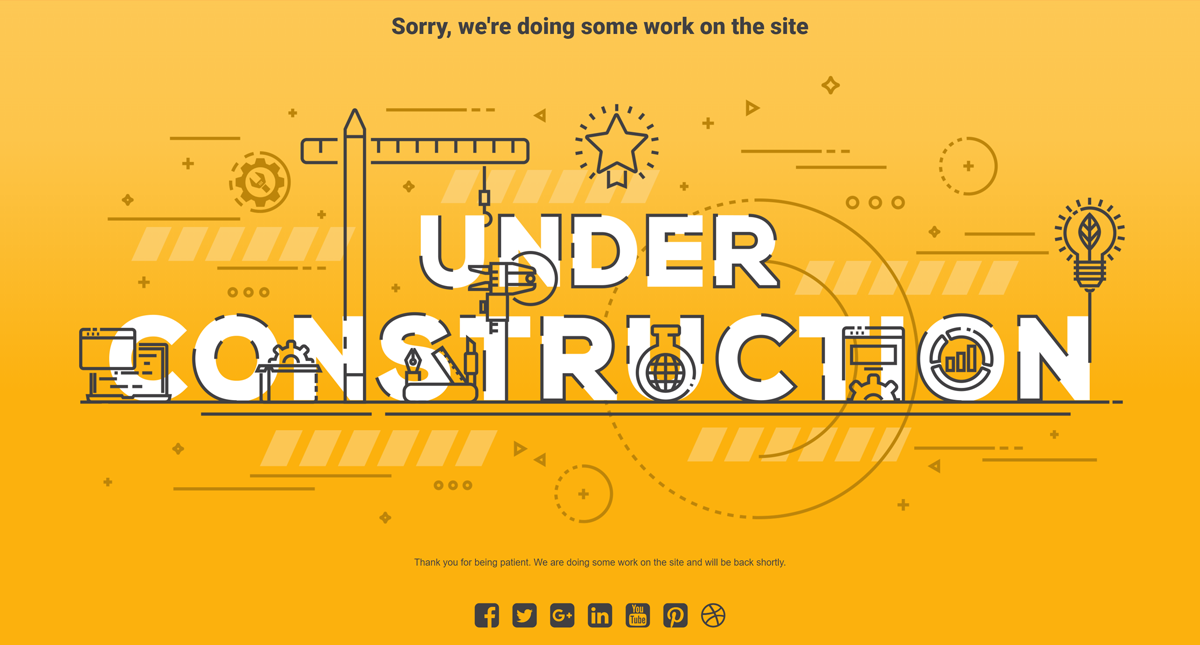 Sorry, we're doing some work on the site
UNDER
CONSTRUCTION
Thank you for being patient. We are doing some work on the site and will be back shortly.
f G+ in You Tube P